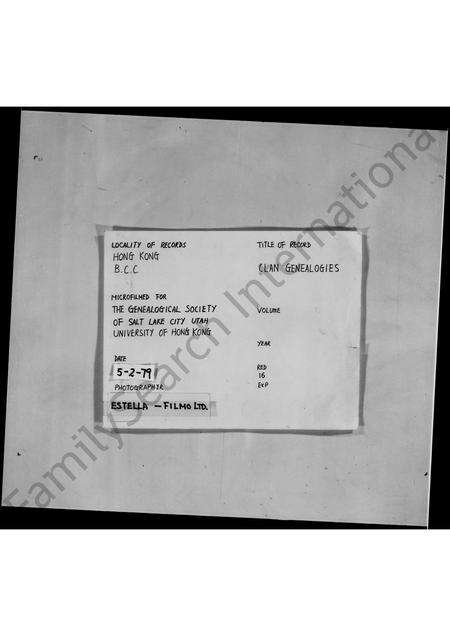 LOCALITY OF RECORDS
HONG KONG
B.C.C
TITLE OF RECORD
CLAN GENEALOGIES
MICROFILMED FOR
THE GENEALOGICAL SOCIETY
OF SALT LAKE CITY UTAH
UNIVERSITY OF HONG KONG
VOLUME
YEAR
DATE
5-2-79
PHOTOGRAPHER
ESTELLA - FILMO LTD.
RED
16
EXP
FamilySearch International